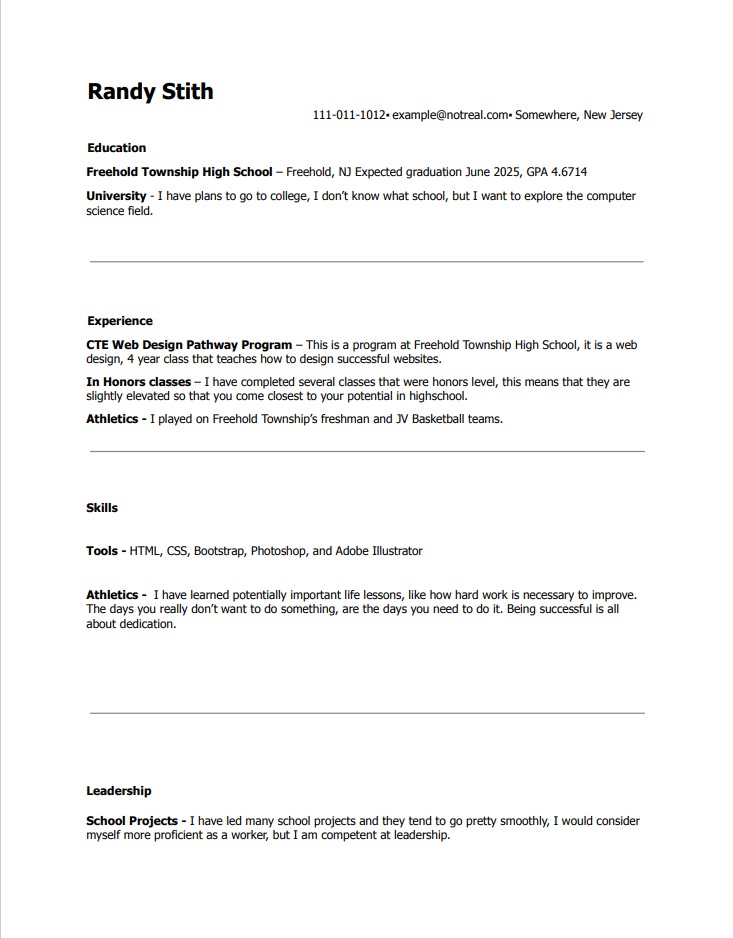 Randy Stith
111-011-1012▪ example@notreal.com▪ Somewhere, New Jersey
Education
Freehold Township High School – Freehold, NJ Expected graduation June 2025, GPA 4.6714
University - I have plans to go to college, I don’t know what school, but I want to explore the computer
science field.
Experience
CTE Web Design Pathway Program – This is a program at Freehold Township High School, it is a web
design, 4 year class that teaches how to design successful websites.
In Honors classes – I have completed several classes that were honors level, this means that they are
slightly elevated so that you come closest to your potential in highschool.
Athletics - I played on Freehold Township’s freshman and JV Basketball teams.
Skills
Tools - HTML, CSS, Bootstrap, Photoshop, and Adobe Illustrator
Athletics - I have learned potentially important life lessons, like how hard work is necessary to improve.
The days you really don’t want to do something, are the days you need to do it. Being successful is all
about dedication.
Leadership
School Projects - I have led many school projects and they tend to go pretty smoothly, I would consider
myself more proficient as a worker, but I am competent at leadership.